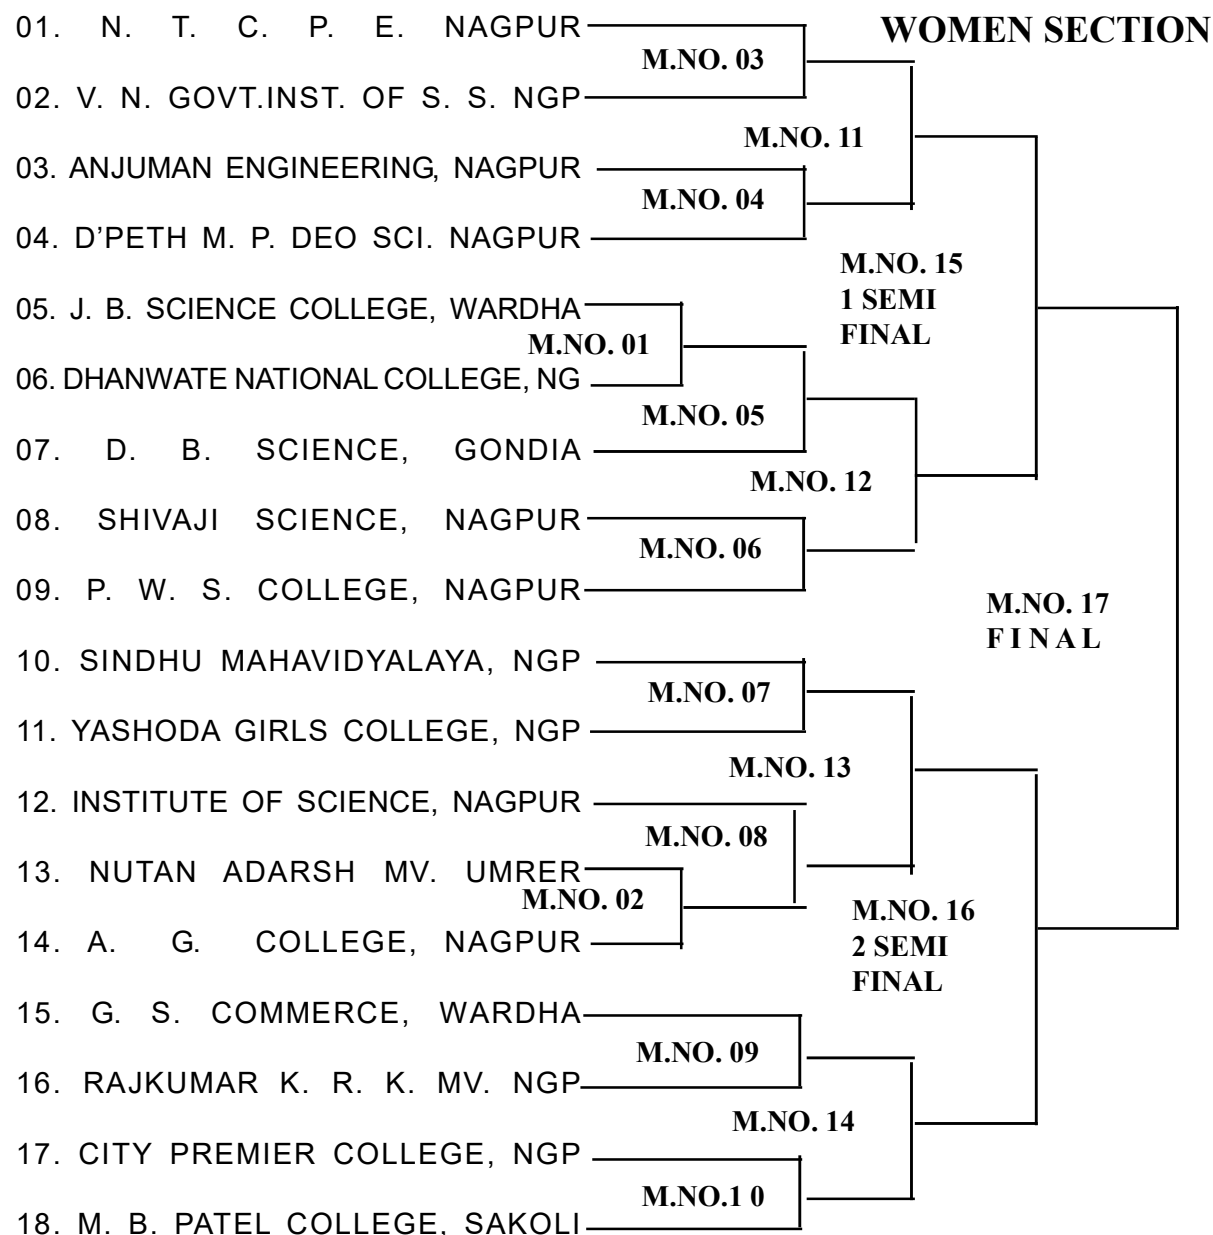 01. N. T. C. P. E. NAGPUR
WOMEN SECTION
M.NO. 03
02. V. N. GOVT.INST. OF S. S. NGP
M.NO. 11
03. ANJUMAN ENGINEERING, NAGPUR
M.NO. 04
04. D’PETH M. P. DEO SCI. NAGPUR
M.NO. 15
1 SEMI
FINAL
05. J. B. SCIENCE COLLEGE, WARDHA
M.NO. 01
06. DHANWATE NATIONAL COLLEGE, NG
M.NO. 05
07. D. B. SCIENCE, GONDIA
M.NO. 12
08. SHIVAJI SCIENCE, NAGPUR
M.NO. 06
09. P. W. S. COLLEGE, NAGPUR
M.NO. 17
F I N A L
10. SINDHU MAHAVIDYALAYA, NGP
M.NO. 07
11. YASHODA GIRLS COLLEGE, NGP
M.NO. 13
12. INSTITUTE OF SCIENCE, NAGPUR
M.NO. 08
13. NUTAN ADARSH MV. UMRER
M.NO. 02
M.NO. 16
2 SEMI
FINAL
14. A. G. COLLEGE, NAGPUR
15. G. S. COMMERCE, WARDHA
M.NO. 09
16. RAJKUMAR K. R. K. MV. NGP
M.NO. 14
17. CITY PREMIER COLLEGE, NGP
M.NO.1 0
18. M. B. PATEL COLLEGE, SAKOLI